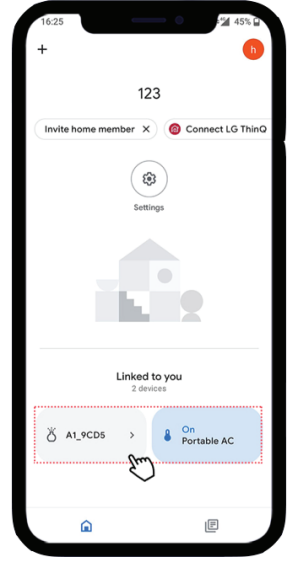 16:25
45%
+
h
123
Invite home member X
Connect LG ThinQ
Settings
Linked to you
2 devices
A1_9CD5 >
On
Portable AC